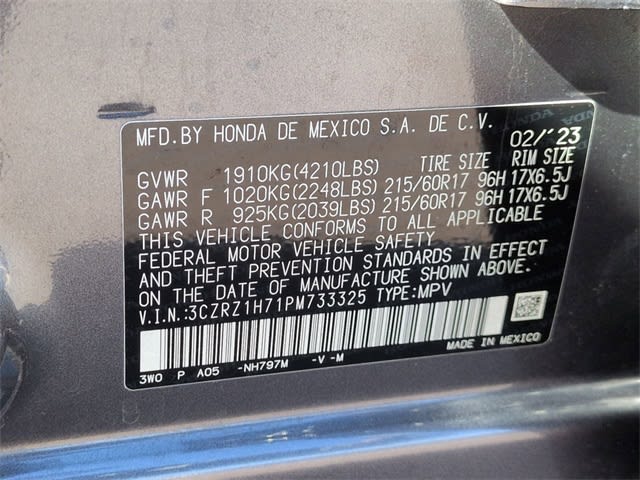 MFD.BY HONDA DE MEXICO S.A. DE C.V. 02/'23
GVWR 1910KG(4210LBS) TIRE SIZE RIM SIZE
GAWR F 1020KG(2248LBS) 215/60R17 96H 17X6.5J
GAWR R 925KG(2039LBS) 215/60R17 96H 17X6.5J
THIS VEHICLE CONFORMS TO ALL APPLICABLE
FEDERAL MOTOR VEHICLE SAFETY
AND THEFT PREVENTION STANDARDS IN EFFECT
ON THE DATE OF MANUFACTURE SHOWN ABOVE.
V.I.N.:3CZRZ1H71PM733325 TYPE:MPV
3W0 P A05 -NH797M -V -M
MADE IN MEXICO